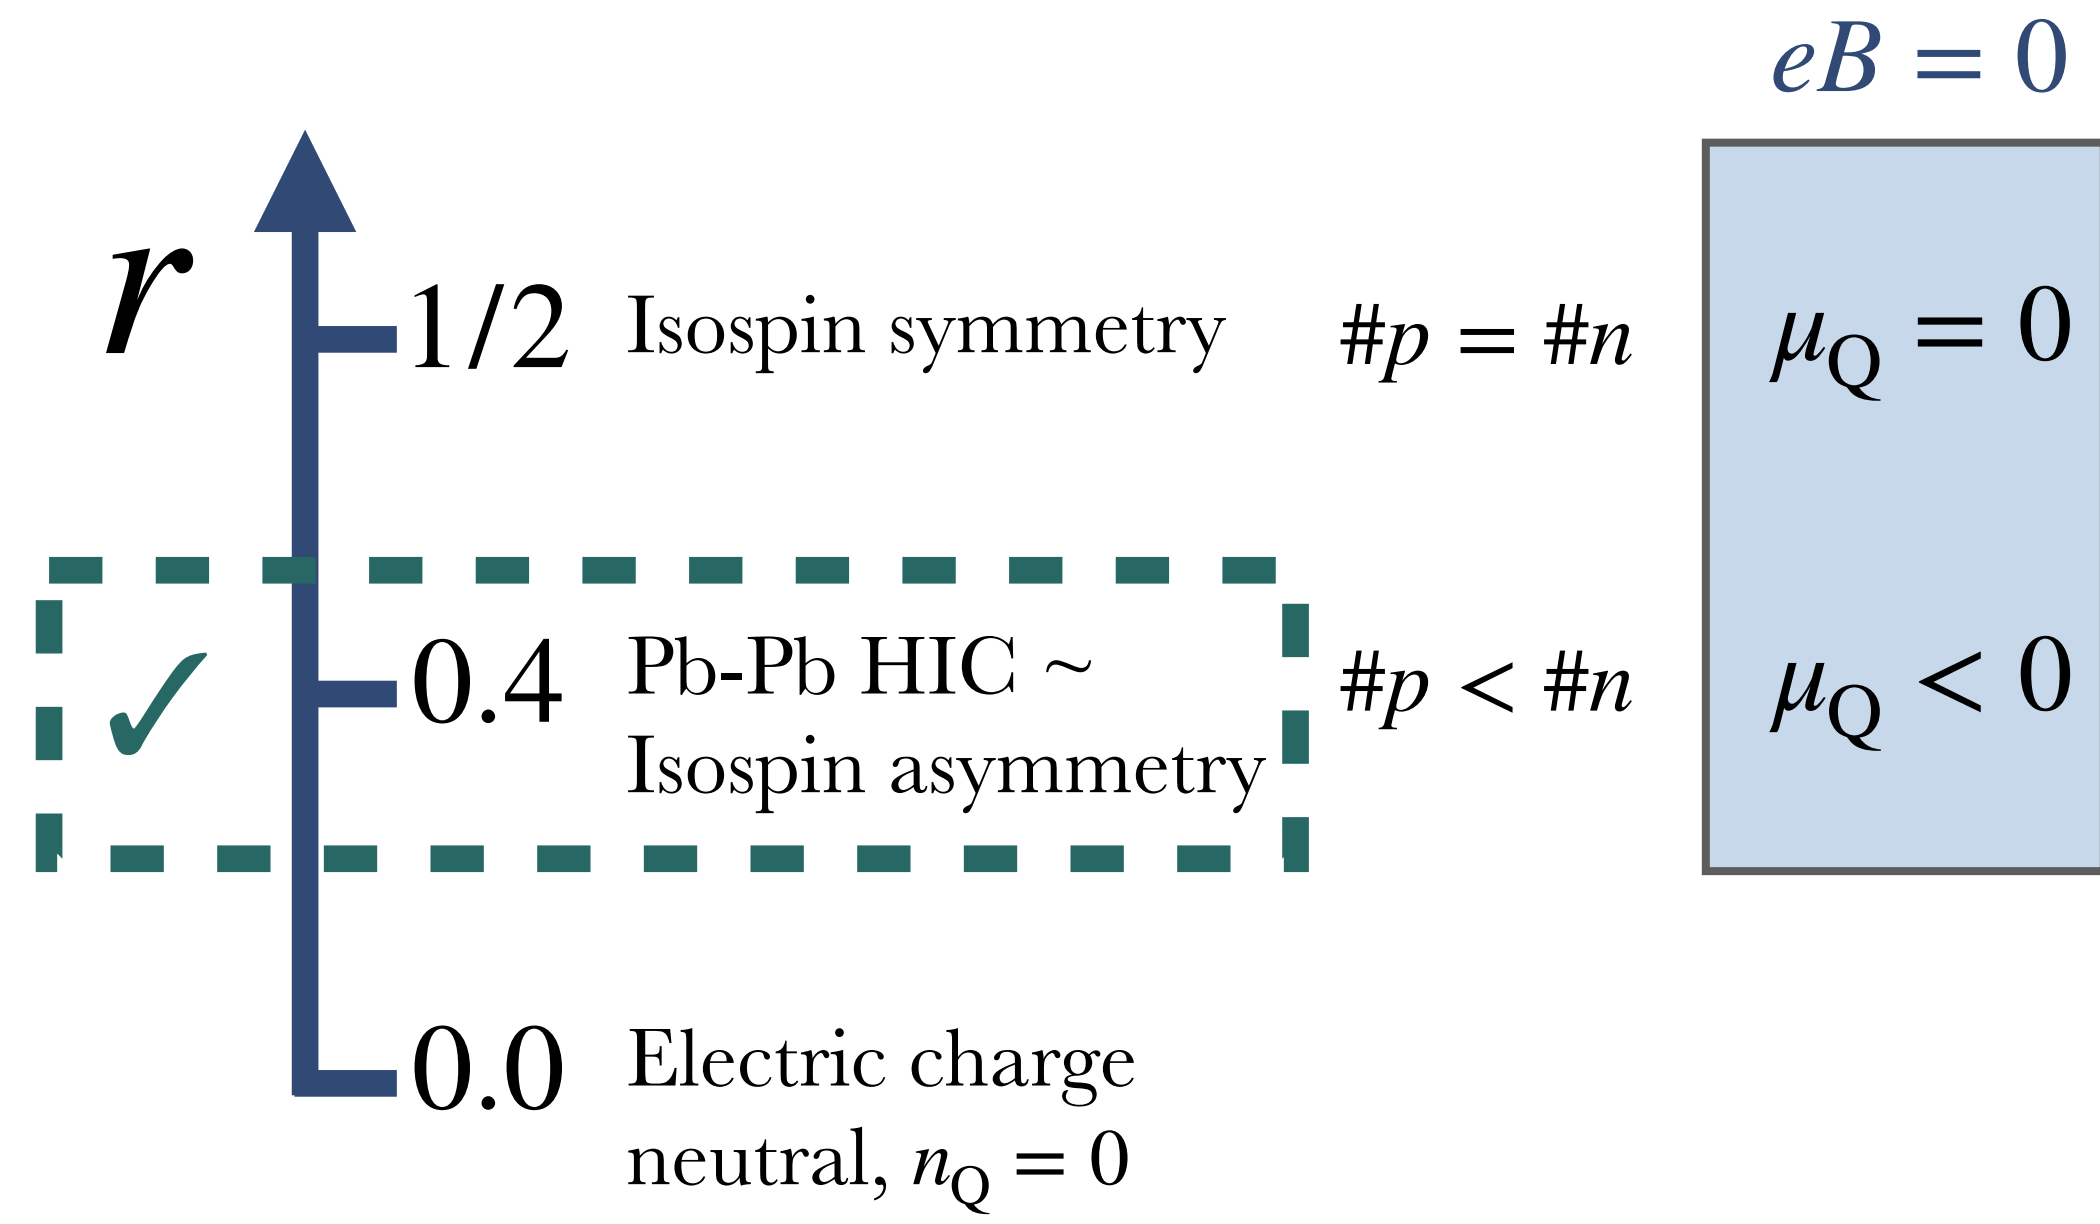 eB = 0
r
1/2 Isospin symmetry #p = #n μ_Q = 0
✓ 0.4 Pb-Pb HIC ~ #p < #n μ_Q < 0
Isospin asymmetry
0.0 Electric charge
neutral, n_Q = 0